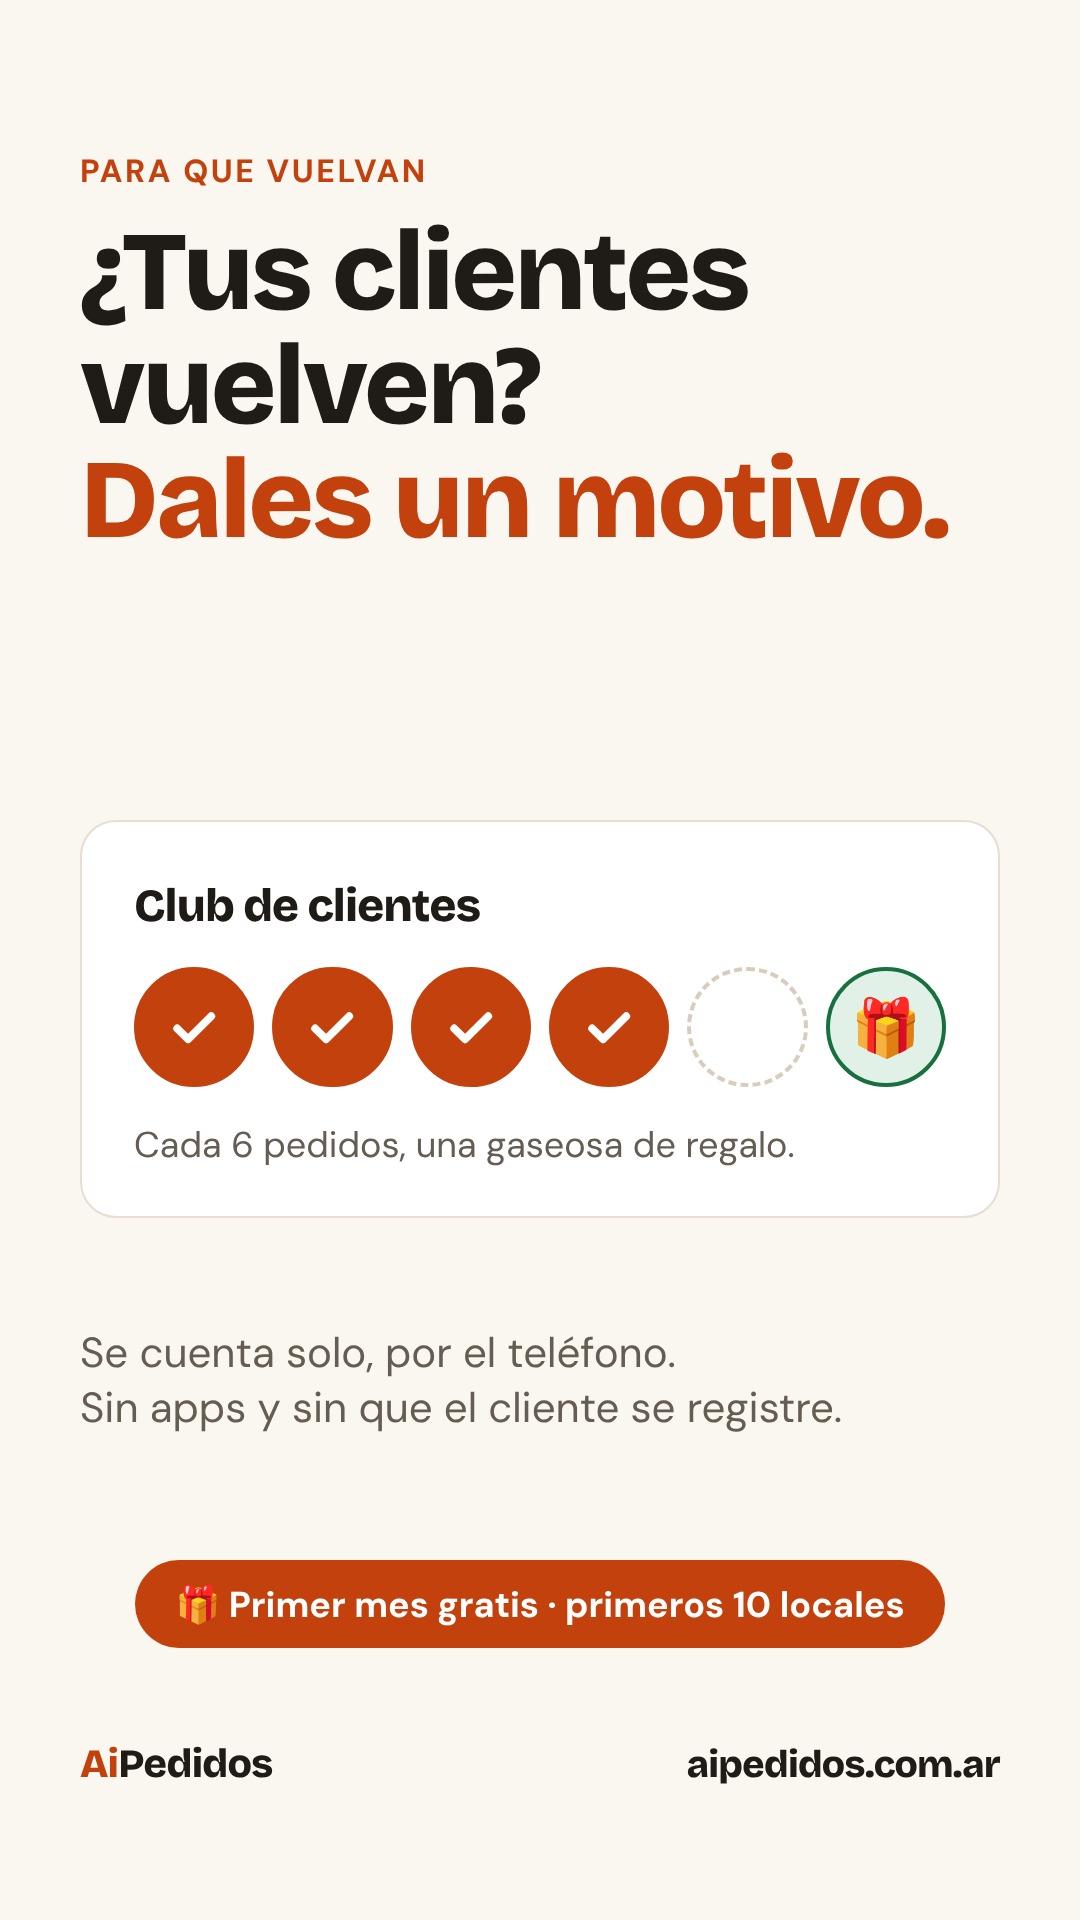 PARA QUE VUELVAN
¿Tus clientes
vuelven?
Dales un motivo.
Club de clientes
Cada 6 pedidos, una gaseosa de regalo.
Se cuenta solo, por el teléfono.
Sin apps y sin que el cliente se registre.
🎁 Primer mes gratis · primeros 10 locales
AiPedidos
aipedidos.com.ar